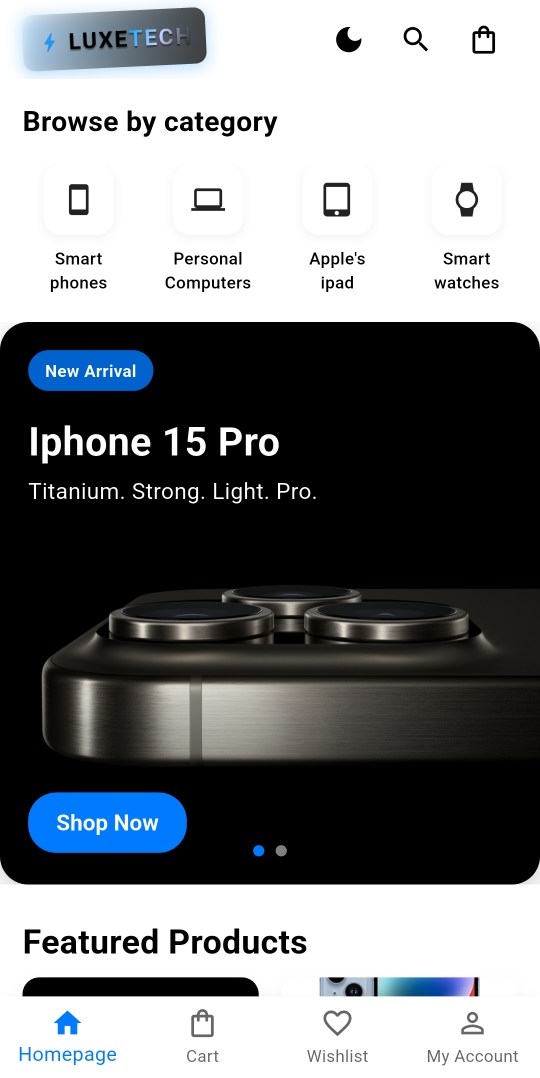 LUXETECH
Browse by category
Smart
phones
Personal
Computers
Apple's
ipad
Smart
watches
New Arrival
Iphone 15 Pro
Titanium. Strong. Light. Pro.
Shop Now
Featured Products
Homepage
Cart
Wishlist
My Account